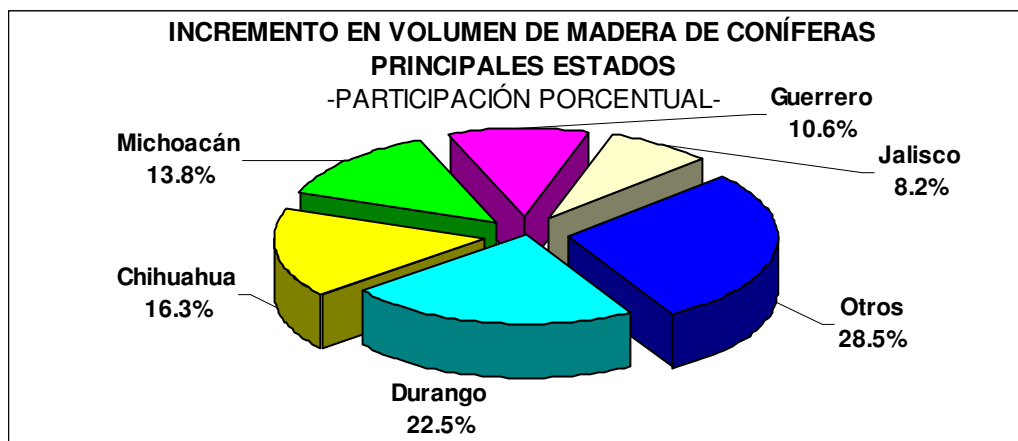 INCREMENTO EN VOLUMEN DE MADERA DE CONÍFERAS
PRINCIPALES ESTADOS
-PARTICIPACIÓN PORCENTUAL-
Guerrero
10.6%
Michoacán
13.8%
Jalisco
8.2%
Chihuahua
16.3%
Otros
28.5%
Durango
22.5%